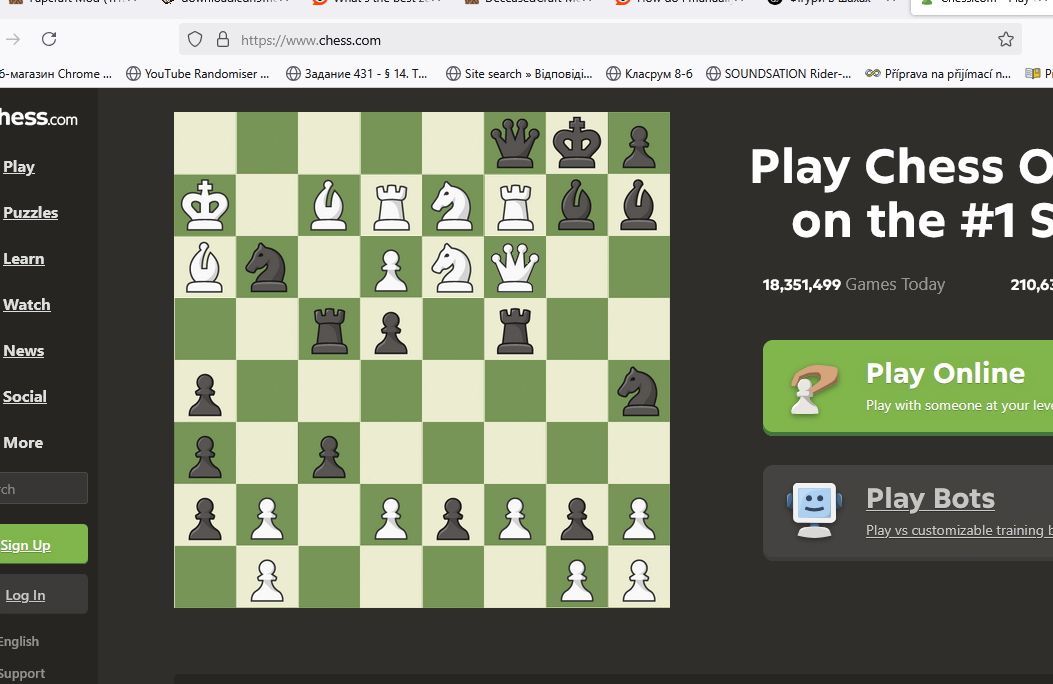 https://www.chess.com
б-магазин Chrome ... YouTube Randomiser ... Задание 431 - § 14. Т... Site search » Відповіді... Класрум 8-б SOUNDSATION Rider-... Příprava na přijímací n...
hess.com
Play
Puzzles
Learn
Watch
News
Social
More
rch
Sign Up
Log In
English
Support
Play Chess O
on the #1 S
18,351,499 Games Today
210,63
Play Online
Play with someone at your leve
Play Bots
Play vs customizable training b